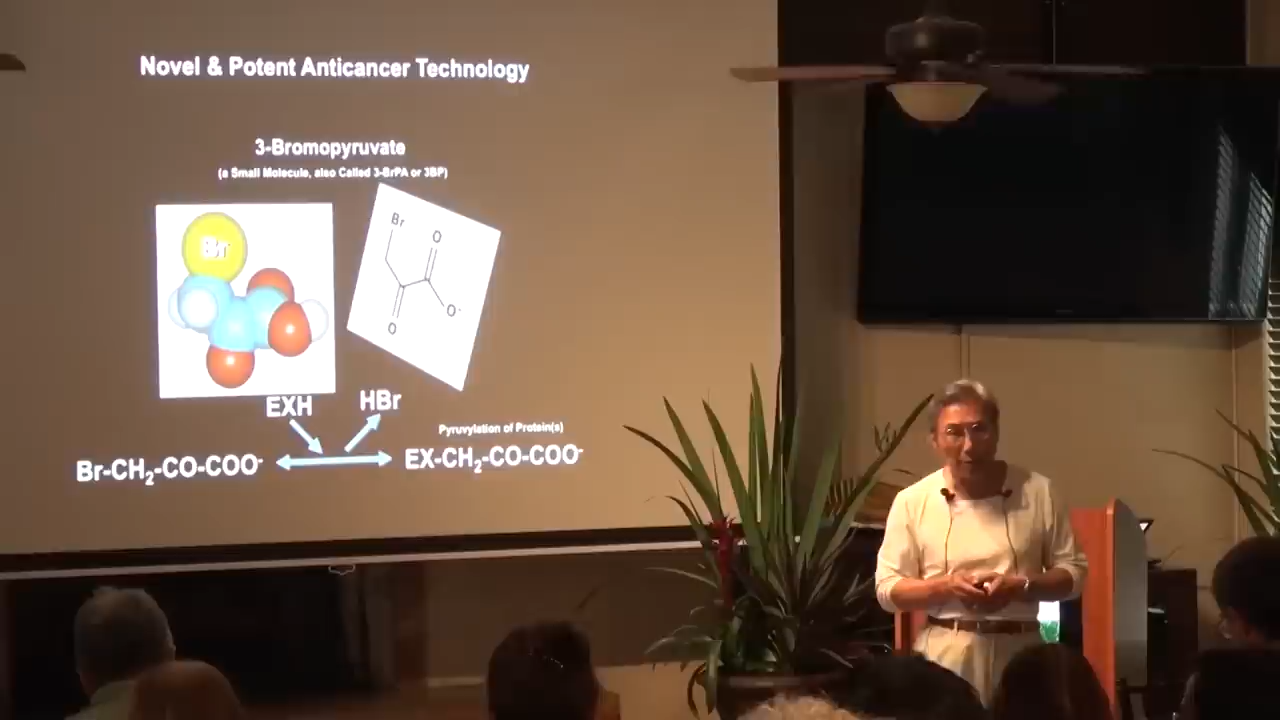 Novel & Potent Anticancer Technology
3-Bromopyruvate
(a Small Molecule, also Called 3-BrPA or 3BP)
Br
Br
O
O
O-
EXH
HBr
Pyruvylation of Protein(s)
Br-CH2-CO-COO-
EX-CH2-CO-COO-